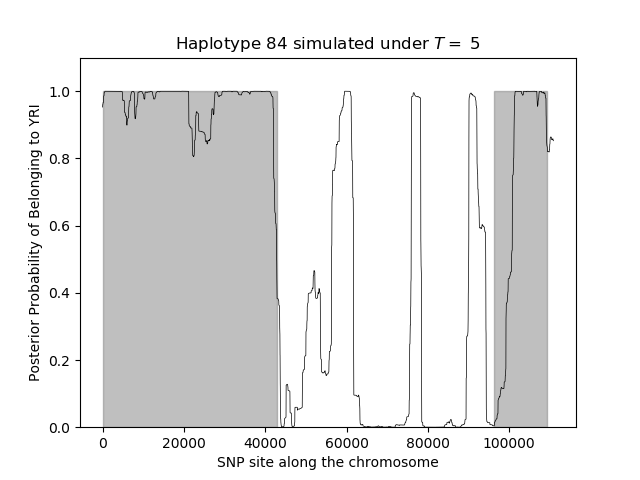 Haplotype 84 simulated under T = 5
Posterior Probability of Belonging to YRI
1.0
0.8
0.6
0.4
0.2
0.0
0 20000 40000 60000 80000 100000
SNP site along the chromosome